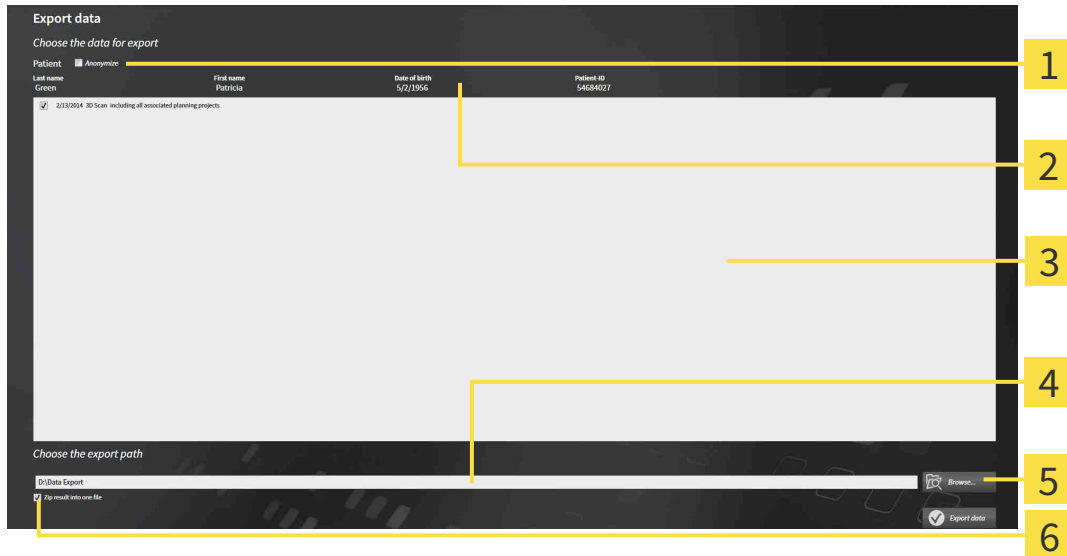 Export data
Choose the data for export
Patient Anonymize
1
Last name First name Date of birth Patient-ID
Green Patricia 5/2/1956 54684027
2/13/2014 3D Scan including all associated planning projects
2
3
4
Choose the export path
D:\Data Export Browse...
5
Zip result into one file
Export data
6